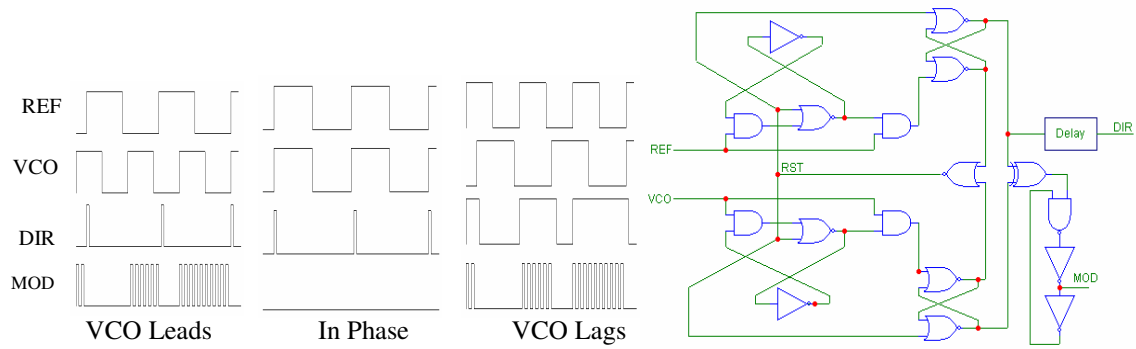 REF
VCO
DIR
MOD
VCO Leads
In Phase
VCO Lags
REF
RST
VCO
Delay
DIR
MOD